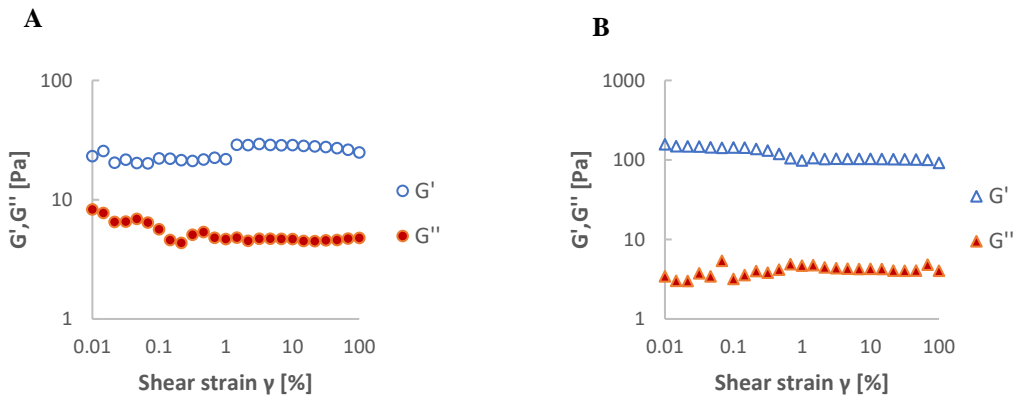 A
100
10
1
G',G'' [Pa]
0.01 0.1 1 10 100
Shear strain γ [%]
G'
G''
B
1000
100
10
1
G',G'' [Pa]
0.01 0.1 1 10 100
Shear strain γ [%]
G'
G''